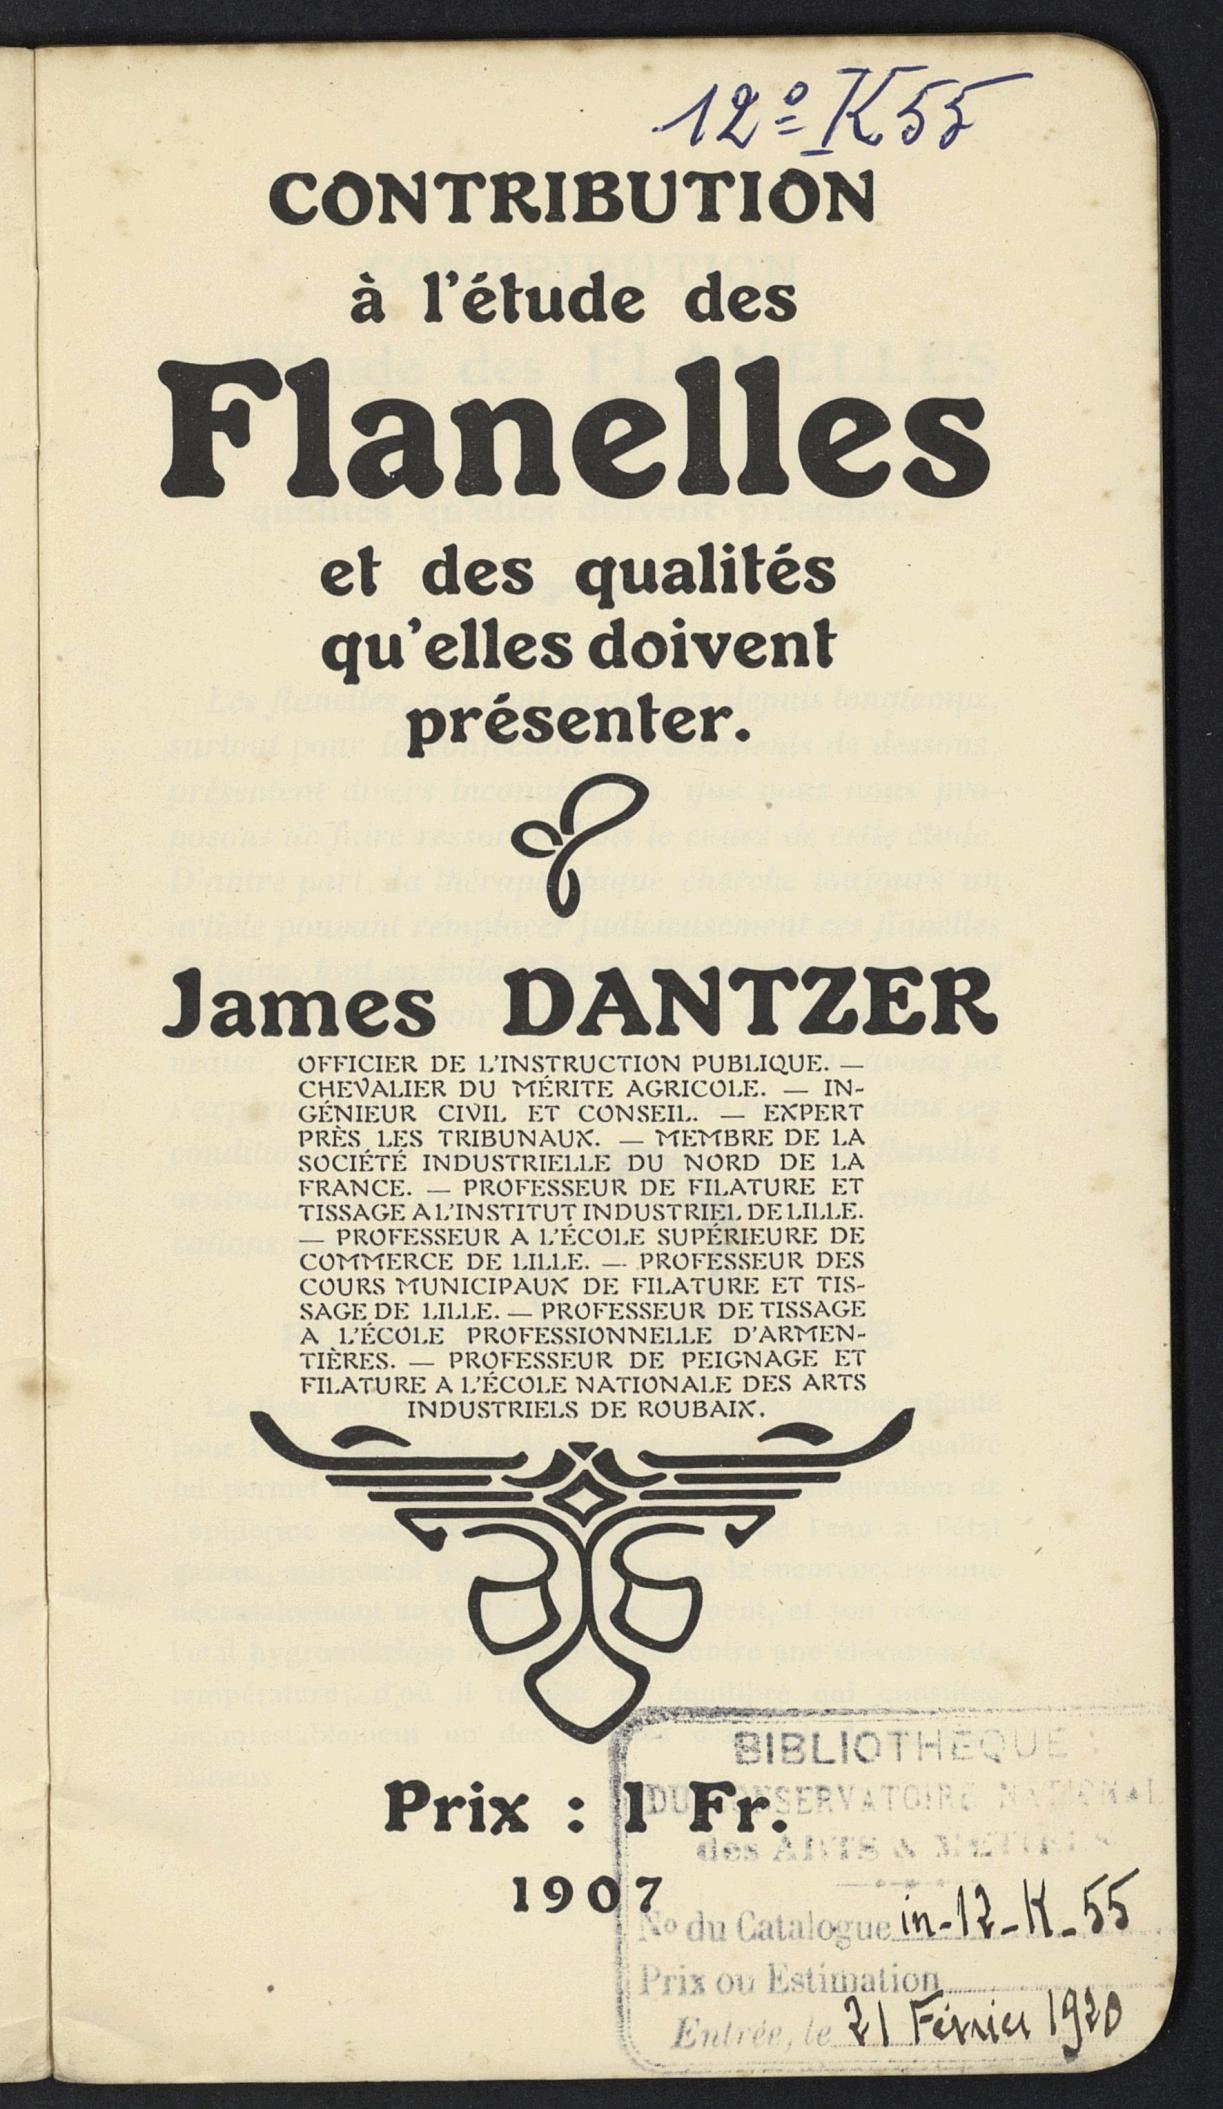 12º K 55
CONTRIBUTION
à l'étude des
Flanelles
et des qualités
qu'elles doivent
présenter.
James DANTZER
OFFICIER DE L'INSTRUCTION PUBLIQUE. —
CHEVALIER DU MÉRITE AGRICOLE. — IN-
GÉNIEUR CIVIL ET CONSEIL. — EXPERT
PRÈS LES TRIBUNAUX. — MEMBRE DE LA
SOCIÉTÉ INDUSTRIELLE DU NORD DE LA
FRANCE. — PROFESSEUR DE FILATURE ET
TISSAGE A L'INSTITUT INDUSTRIEL DE LILLE.
— PROFESSEUR A L'ÉCOLE SUPÉRIEURE DE
COMMERCE DE LILLE. — PROFESSEUR DES
COURS MUNICIPAUX DE FILATURE ET TIS-
SAGE DE LILLE. — PROFESSEUR DE TISSAGE
A L'ÉCOLE PROFESSIONNELLE D'ARMEN-
TIÈRES. — PROFESSEUR DE PEIGNAGE ET
FILATURE A L'ÉCOLE NATIONALE DES ARTS
INDUSTRIELS DE ROUBAIX.
Prix : 1 Fr.
1907
BIBLIOTHÈQUE
DU CONSERVATOIRE NATIONAL
des ARTS & MÉTIERS
No du Catalogue in-12-K-55
Prix ou Estimation
Entrée, le 21 Février 1920